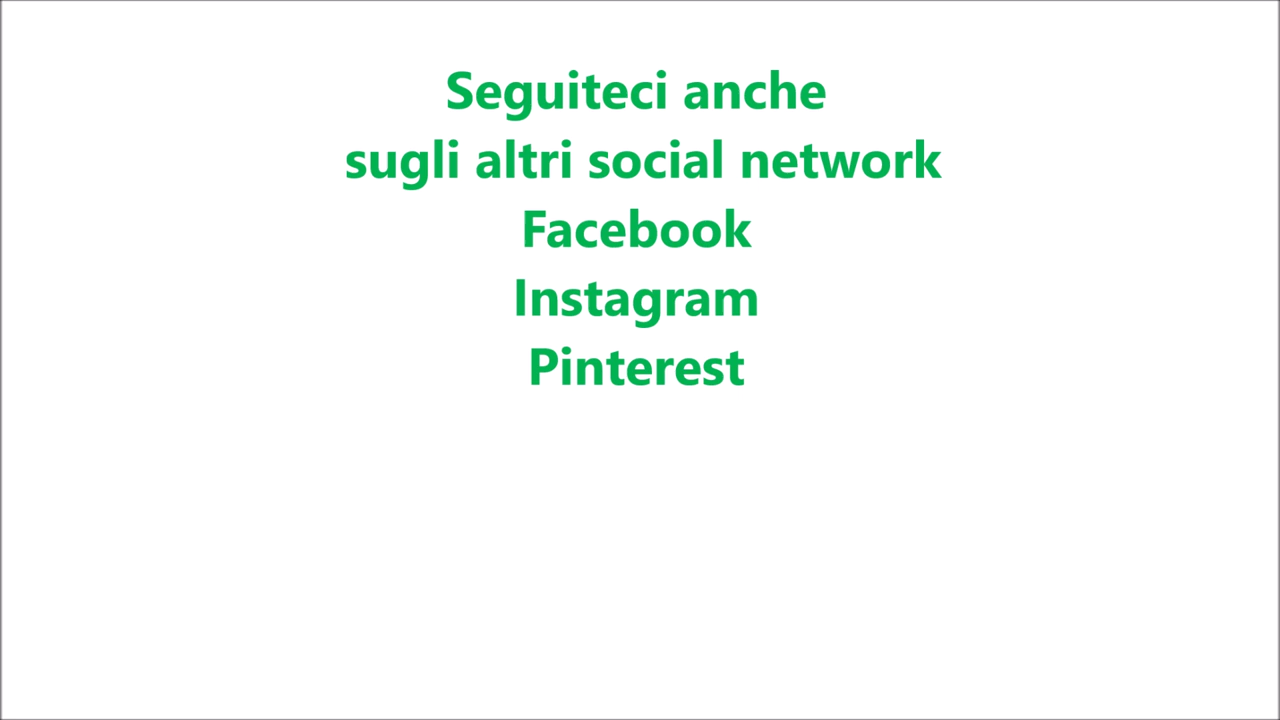 Seguiteci anche
sugli altri social network
Facebook
Instagram
Pinterest